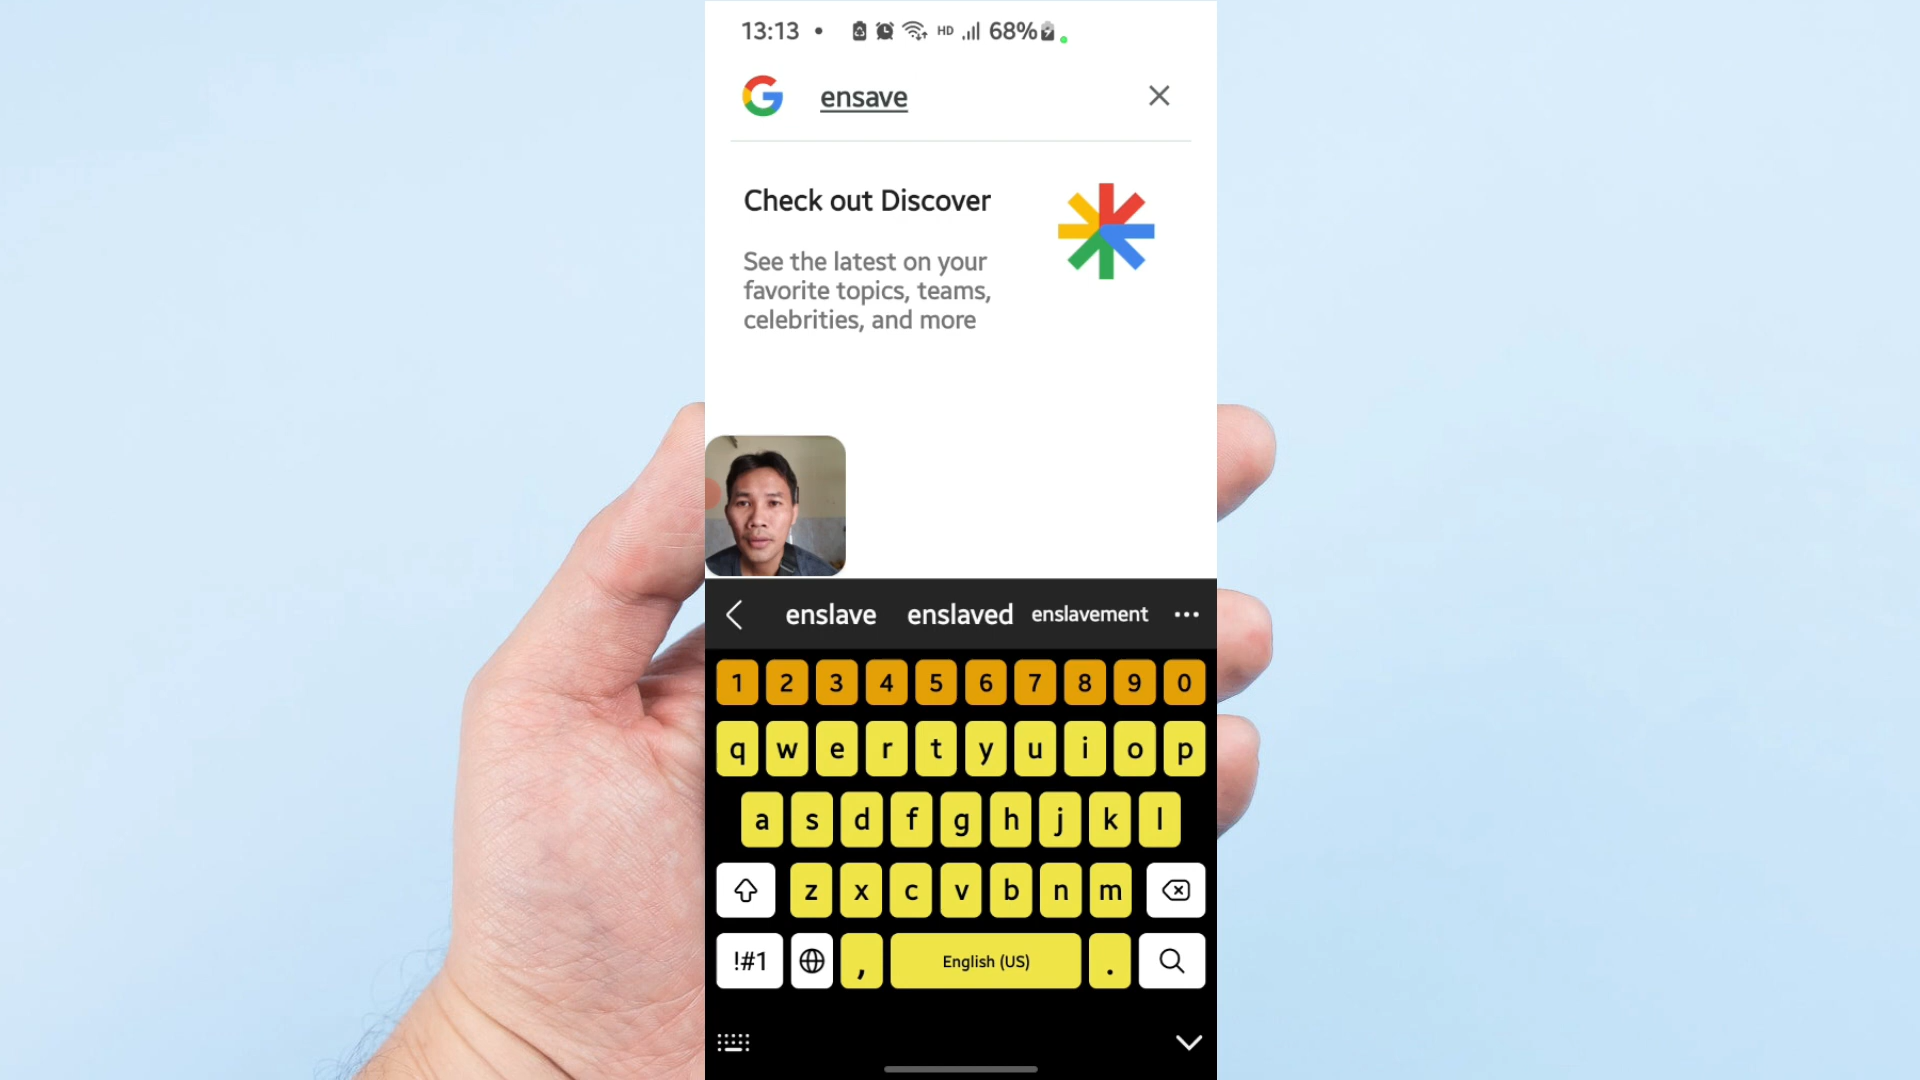 13:13 • HD 68%
ensave
Check out Discover
See the latest on your
favorite topics, teams,
celebrities, and more
enslave enslaved enslavement
1 2 3 4 5 6 7 8 9 0
q w e r t y u i o p
a s d f g h j k l
z x c v b n m
!#1 , English (US) .